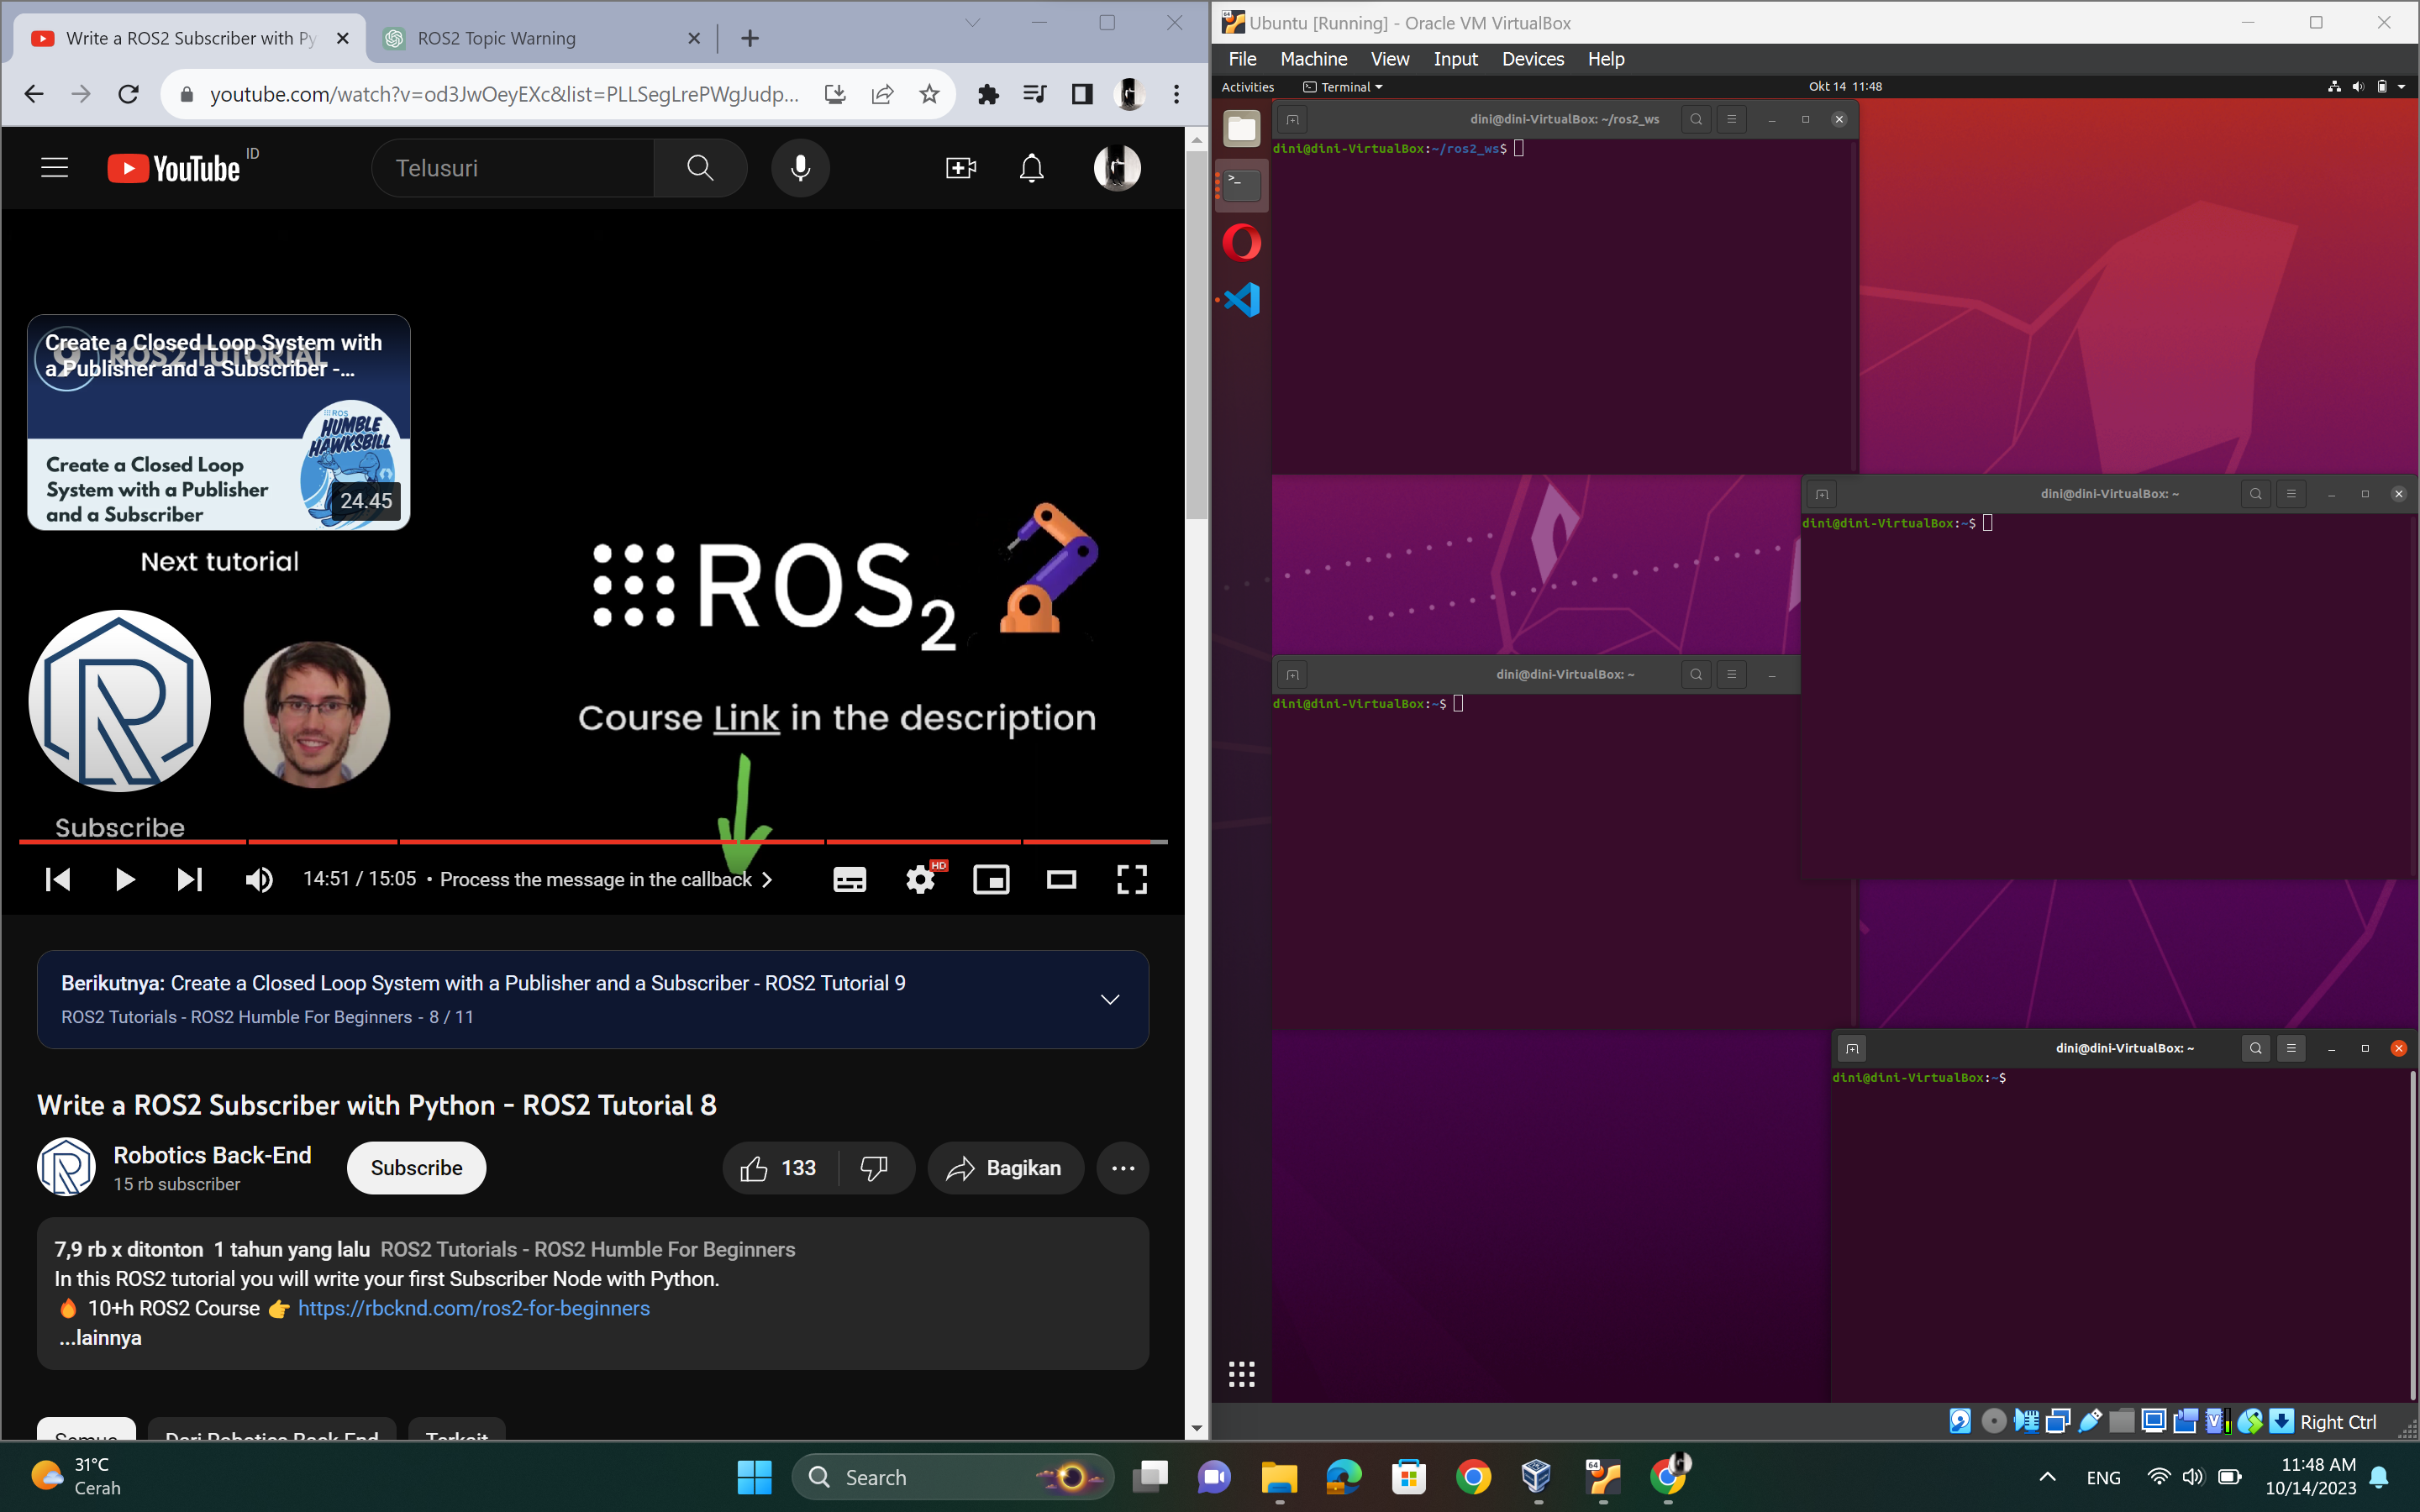 Write a ROS2 Subscriber with Py
ROS2 Topic Warning
youtube.com/watch?v=od3JwOeyEXc&list=PLLSegLrePWgJudp...
YouTube ID
Telusuri
Create a Closed Loop System with
a Publisher and a Subscriber -...
ROS2 TUTORIAL
ROS
HUMBLE
HAWKSBILL
Create a Closed Loop
System with a Publisher
and a Subscriber
24.45
Next tutorial
ROS2
Course Link in the description
Subscribe
14:51 / 15:05 • Process the message in the callback
HD
Berikutnya: Create a Closed Loop System with a Publisher and a Subscriber - ROS2 Tutorial 9
ROS2 Tutorials - ROS2 Humble For Beginners - 8 / 11
Write a ROS2 Subscriber with Python - ROS2 Tutorial 8
Robotics Back-End
15 rb subscriber
Subscribe
133
Bagikan
7,9 rb x ditonton 1 tahun yang lalu ROS2 Tutorials - ROS2 Humble For Beginners
In this ROS2 tutorial you will write your first Subscriber Node with Python.
🔥 10+h ROS2 Course 👉 https://rbcknd.com/ros2-for-beginners
...lainnya
Semua
Dari Robotics Back-End
Terkait
Ubuntu [Running] - Oracle VM VirtualBox
File Machine View Input Devices Help
Activities
Terminal
Okt 14 11:48
dini@dini-VirtualBox: ~/ros2_ws
dini@dini-VirtualBox:~/ros2_ws$
dini@dini-VirtualBox: ~
dini@dini-VirtualBox:~$
dini@dini-VirtualBox: ~
dini@dini-VirtualBox:~$
dini@dini-VirtualBox: ~
dini@dini-VirtualBox:~$
Right Ctrl
31°C
Cerah
Search
64
ENG
11:48 AM
10/14/2023